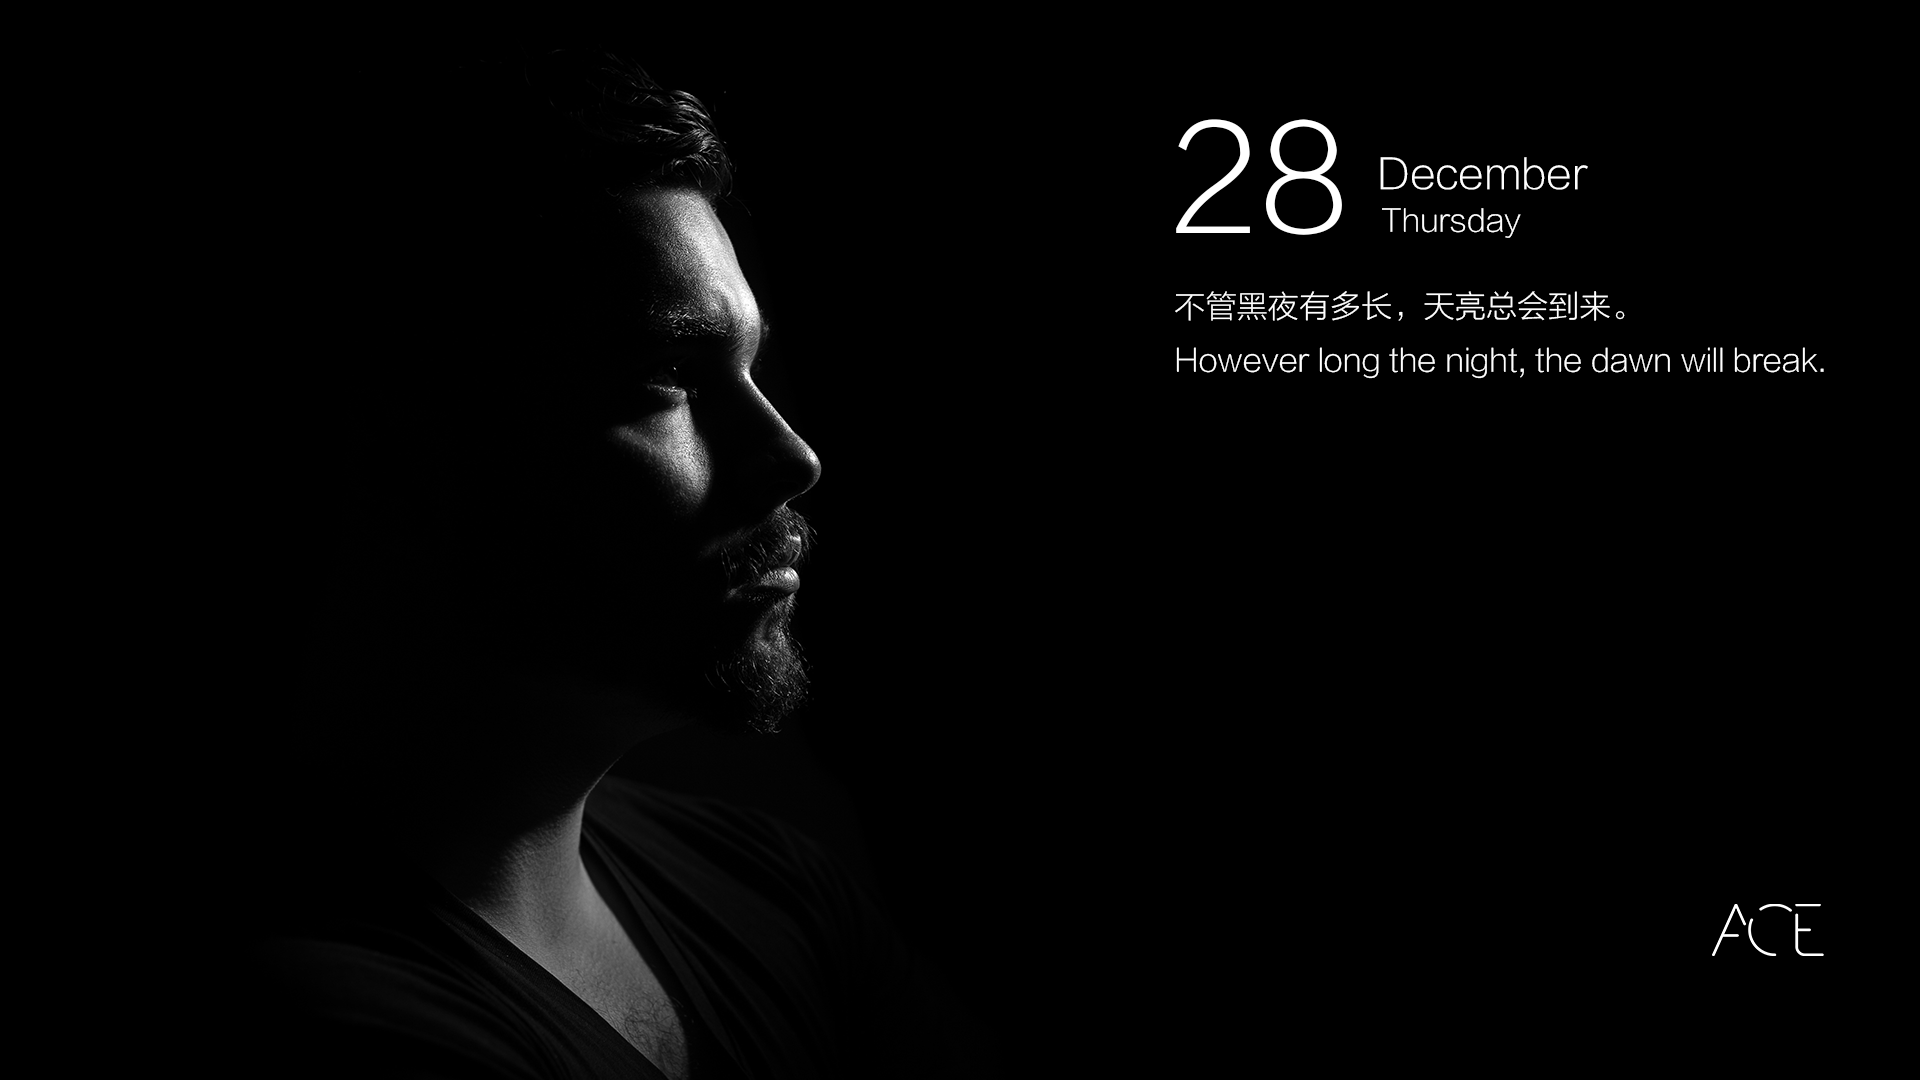 28
December
Thursday
不管黑夜有多长，天亮总会到来。
However long the night, the dawn will break.
ACE